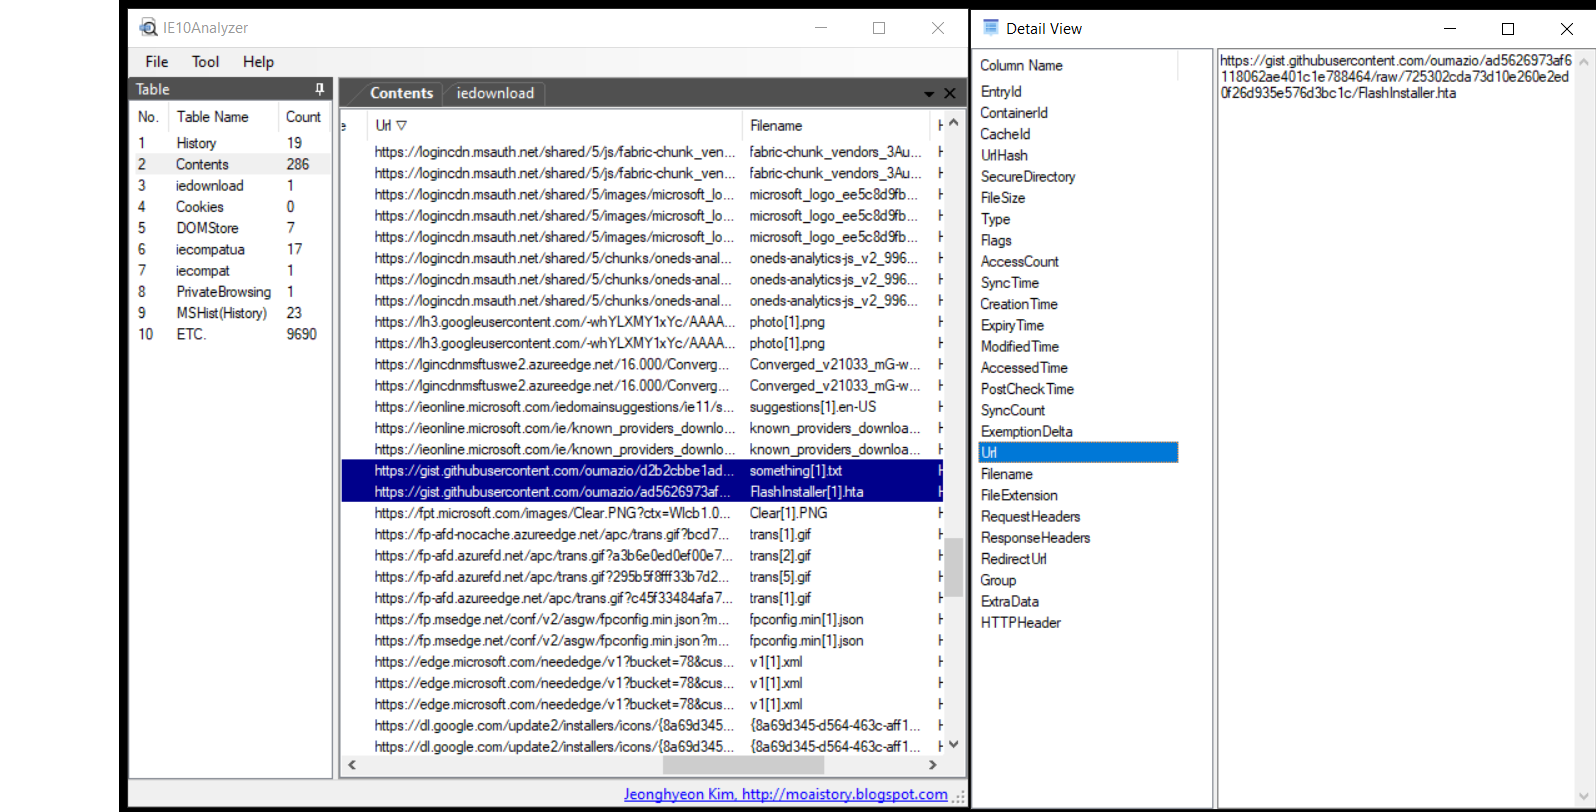 IE10Analyzer
File Tool Help
Table
No. Table Name Count
1 History 19
2 Contents 286
3 iedownload 1
4 Cookies 0
5 DOMStore 7
6 iecompatua 17
7 iecompat 1
8 PrivateBrowsing 1
9 MSHist(History) 23
10 ETC. 9690
Contents iedownload
e Url Filename H
https://logincdn.msauth.net/shared/5/js/fabric-chunk_ven... fabric-chunk_vendors_3Au... H
https://logincdn.msauth.net/shared/5/js/fabric-chunk_ven... fabric-chunk_vendors_3Au... H
https://logincdn.msauth.net/shared/5/images/microsoft_lo... microsoft_logo_ee5c8d9fb... H
https://logincdn.msauth.net/shared/5/images/microsoft_lo... microsoft_logo_ee5c8d9fb... H
https://logincdn.msauth.net/shared/5/images/microsoft_lo... microsoft_logo_ee5c8d9fb... H
https://logincdn.msauth.net/shared/5/chunks/oneds-anal... oneds-analytics-js_v2_996... H
https://logincdn.msauth.net/shared/5/chunks/oneds-anal... oneds-analytics-js_v2_996... H
https://logincdn.msauth.net/shared/5/chunks/oneds-anal... oneds-analytics-js_v2_996... H
https://lh3.googleusercontent.com/-whYLXMY1xYc/AAAA... photo[1].png H
https://lh3.googleusercontent.com/-whYLXMY1xYc/AAAA... photo[1].png H
https://lgincdnmsftuswe2.azureedge.net/16.000/Converg... Converged_v21033_mG-w... H
https://lgincdnmsftuswe2.azureedge.net/16.000/Converg... Converged_v21033_mG-w... H
https://ieonline.microsoft.com/iedomainsuggestions/ie11/s... suggestions[1].en-US H
https://ieonline.microsoft.com/ie/known_providers_downlo... known_providers_downloa... H
https://ieonline.microsoft.com/ie/known_providers_downlo... known_providers_downloa... H
https://gist.githubusercontent.com/oumazio/d2b2cbbe1ad... something[1].txt H
https://gist.githubusercontent.com/oumazio/ad5626973af... FlashInstaller[1].hta H
https://fpt.microsoft.com/images/Clear.PNG?ctx=Wlcb1.0... Clear[1].PNG H
https://fp-afd-nocache.azureedge.net/apc/trans.gif?bcd7... trans[1].gif H
https://fp-afd.azurefd.net/apc/trans.gif?a3b6e0ed0ef00e7... trans[2].gif H
https://fp-afd.azurefd.net/apc/trans.gif?295b5f8fff33b7d2... trans[5].gif H
https://fp-afd.azureedge.net/apc/trans.gif?c45f33484afa7... trans[1].gif H
https://fp.msedge.net/conf/v2/asgw/fpconfig.min.json?m... fpconfig.min[1].json H
https://fp.msedge.net/conf/v2/asgw/fpconfig.min.json?m... fpconfig.min[1].json H
https://edge.microsoft.com/neededge/v1?bucket=78&cus... v1[1].xml H
https://edge.microsoft.com/neededge/v1?bucket=78&cus... v1[1].xml H
https://edge.microsoft.com/neededge/v1?bucket=78&cus... v1[1].xml H
https://dl.google.com/update2/installers/icons/{8a69d345... {8a69d345-d564-463c-aff1... H
https://dl.google.com/update2/installers/icons/{8a69d345... {8a69d345-d564-463c-aff1... H
Jeonghyeon Kim, http://moaistory.blogspot.com
Detail View
Column Name
EntryId
ContainerId
CacheId
UrlHash
SecureDirectory
FileSize
Type
Flags
AccessCount
SyncTime
CreationTime
ExpiryTime
ModifiedTime
AccessedTime
PostCheckTime
SyncCount
ExemptionDelta
Url
Filename
FileExtension
RequestHeaders
ResponseHeaders
RedirectUrl
Group
ExtraData
HTTPHeader
https://gist.githubusercontent.com/oumazio/ad5626973af6
118062ae401c1e788464/raw/725302cda73d10e260e2ed
0f26d935e576d3bc1c/FlashInstaller.hta